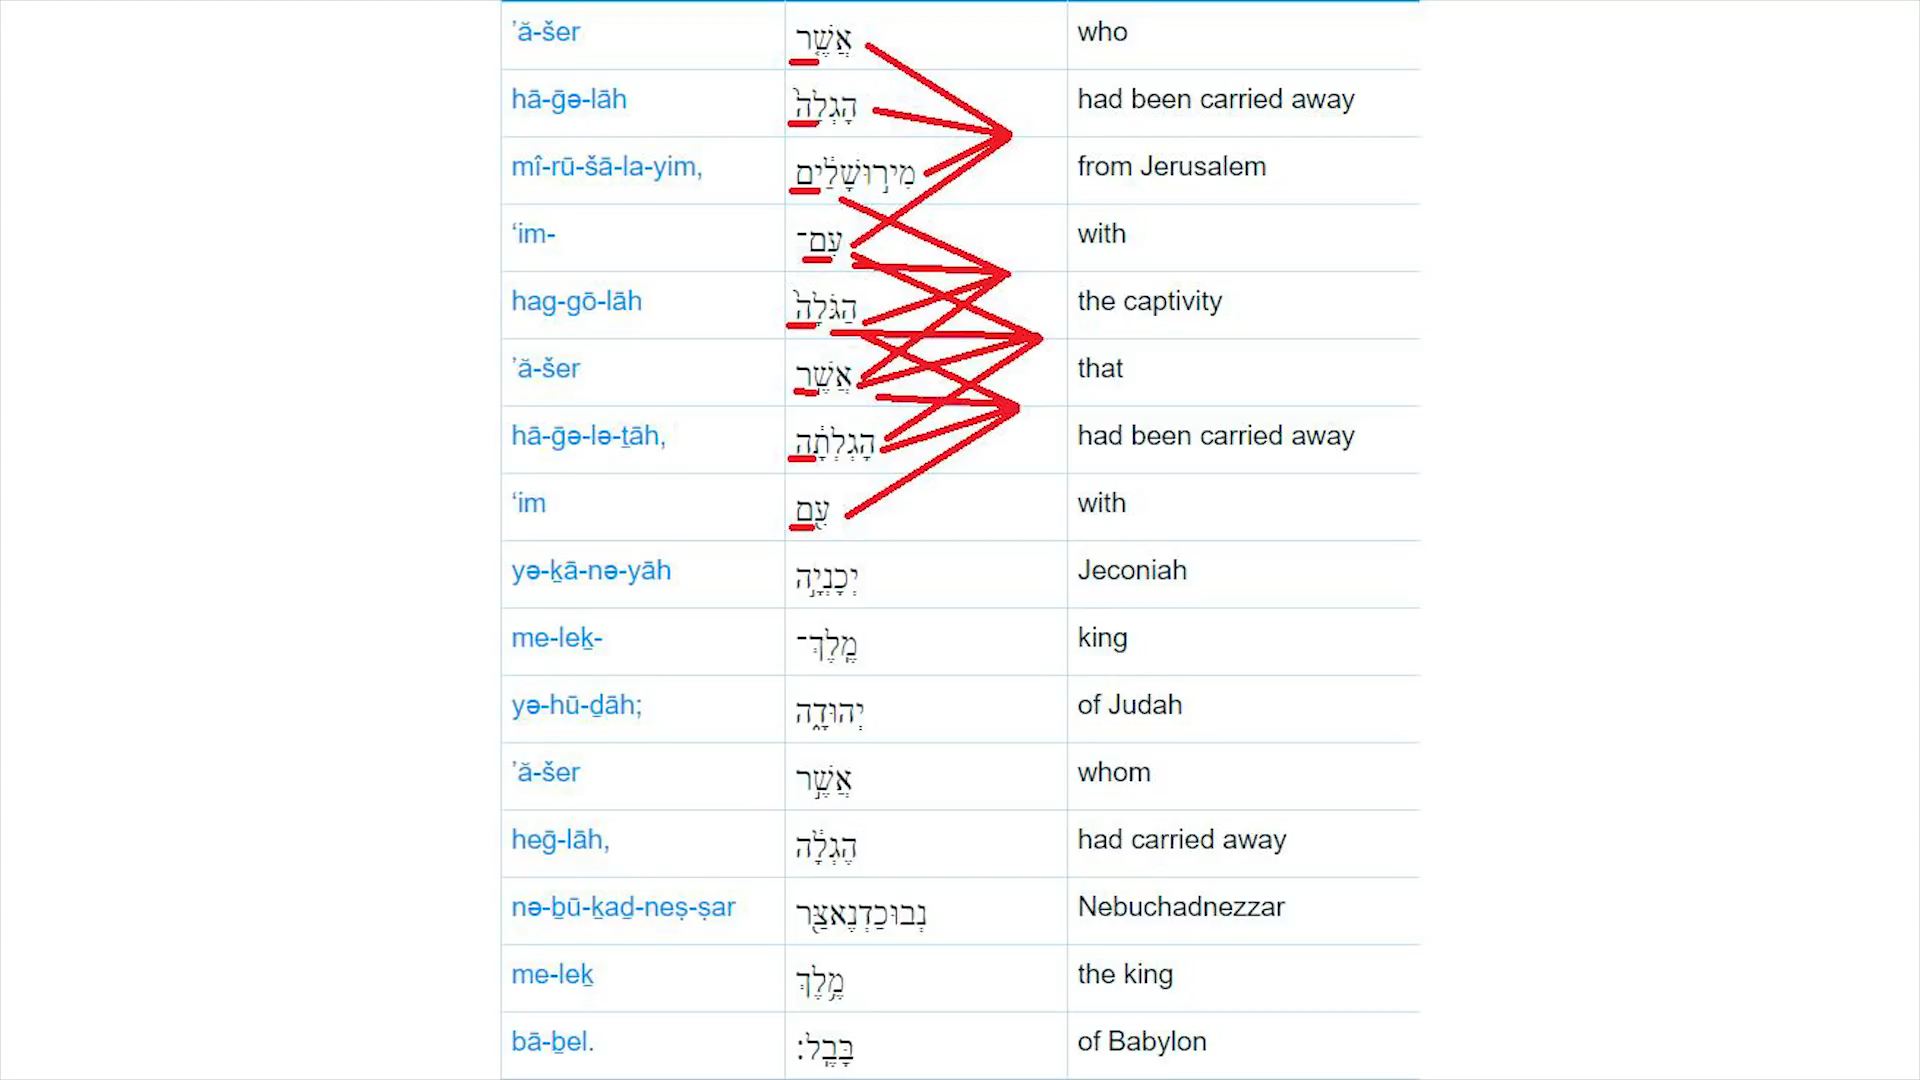 ’ă-šer אֲשֶׁ֤ר who
hā-ḡə-lāh הָגְלָה֙ had been carried away
mî-rū-šā-la-yim, מִיר֣וּשָׁלַ֔יִם from Jerusalem
‘im- עִם־ with
hag-gō-lāh הַגֹּלָה֙ the captivity
’ă-šer אֲשֶׁ֣ר that
hā-ḡə-lə-ṯāh, הָגְלְתָ֔ה had been carried away
‘im עִ֖ם with
yə-ḵā-nə-yāh יְכָנְיָ֣ה Jeconiah
me-leḵ- מֶֽלֶךְ־ king
yə-hū-ḏāh; יְהוּדָ֑ה of Judah
’ă-šer אֲשֶׁ֣ר whom
heḡ-lāh, הֶגְלָ֔ה had carried away
nə-ḇū-ḵaḏ-neṣ-ṣar נְבוּכַדְנֶאצַּ֖ר Nebuchadnezzar
me-leḵ מֶ֥לֶךְ the king
bā-ḇel. בָּבֶֽל׃ of Babylon